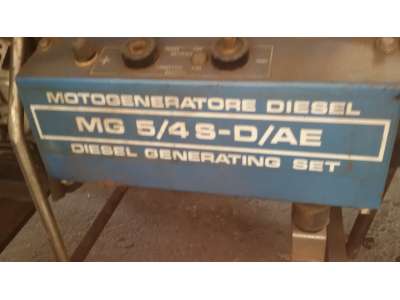 MOTOGENERATORE DIESEL
MG 5/4 S-D/AE
DIESEL GENERATING SET